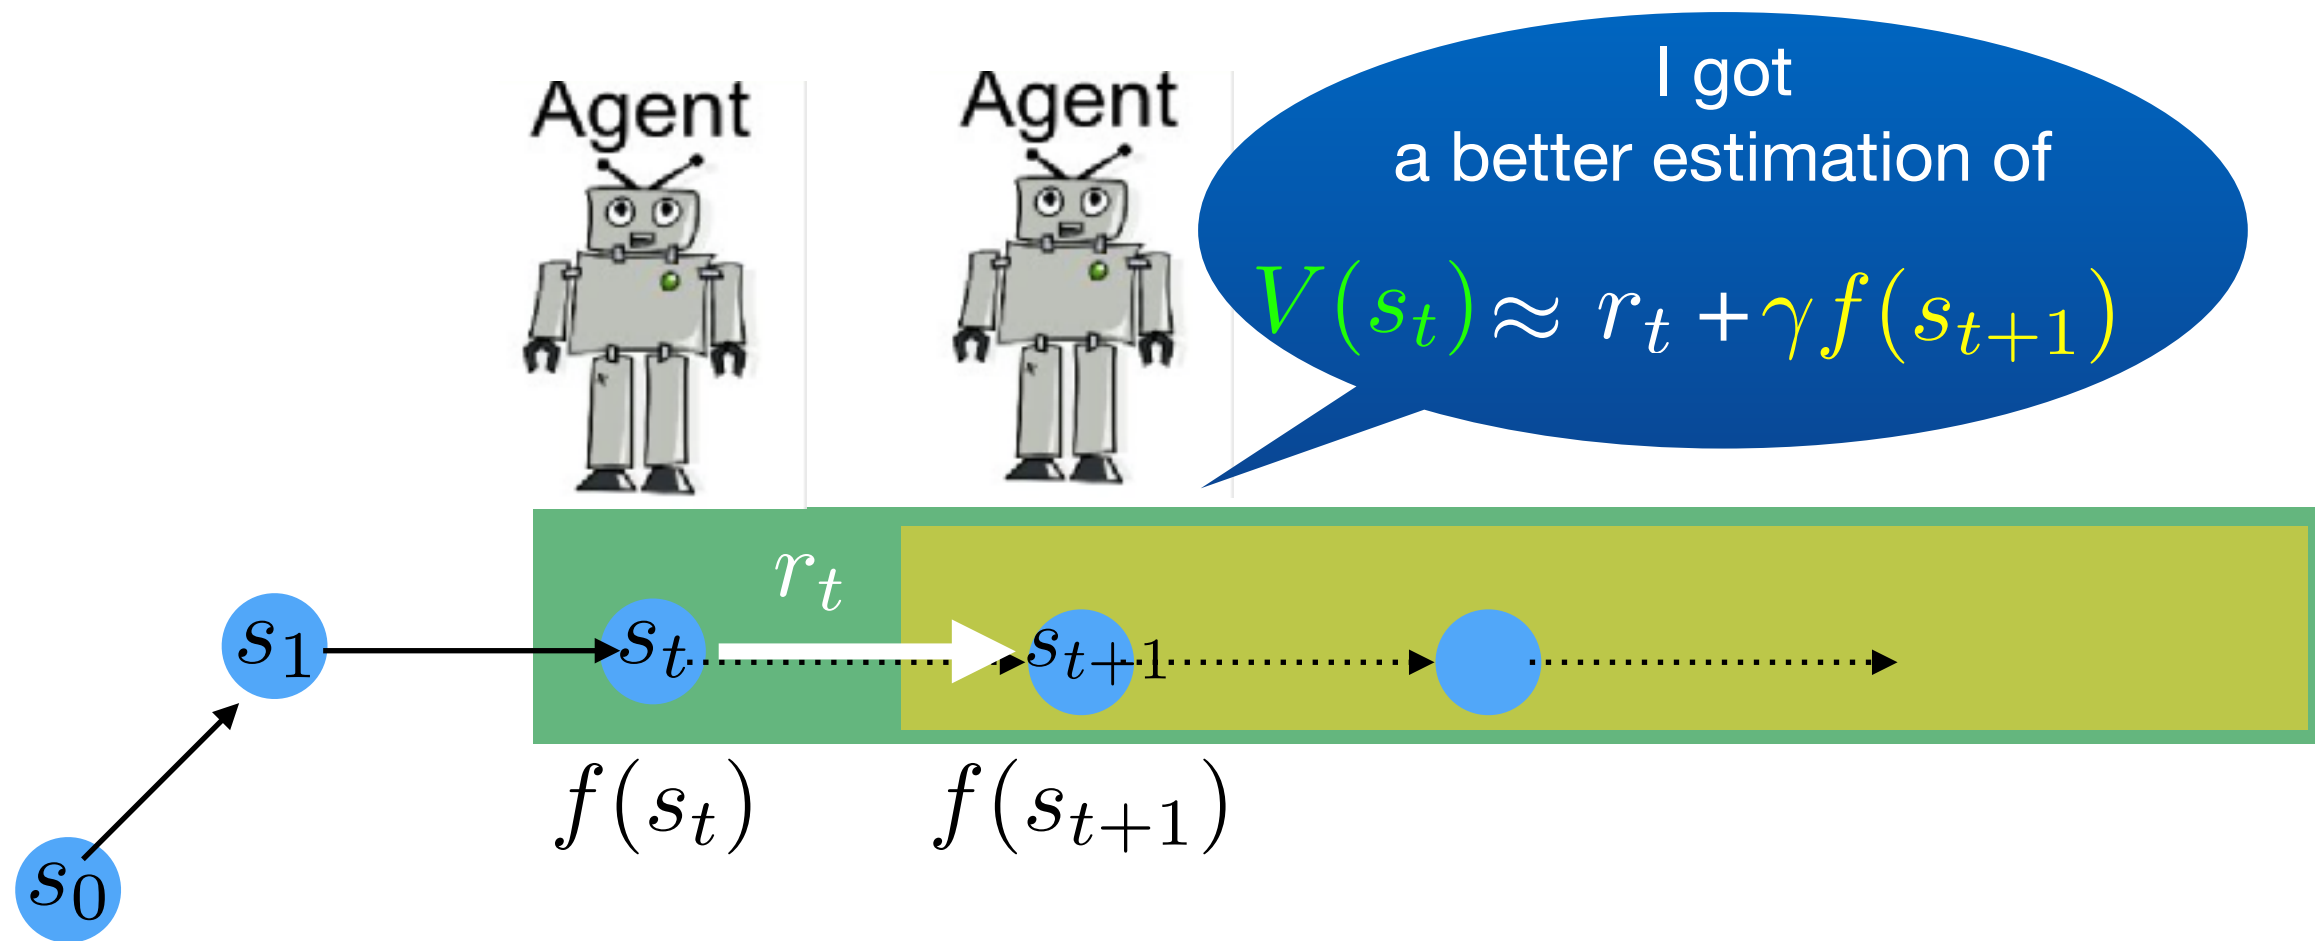 Agent
Agent
I got
a better estimation of
V(s_t) ≈ r_t + γf(s_{t+1})
r_t
s_1
s_t
s_{t+1}
f(s_t)
f(s_{t+1})
s_0